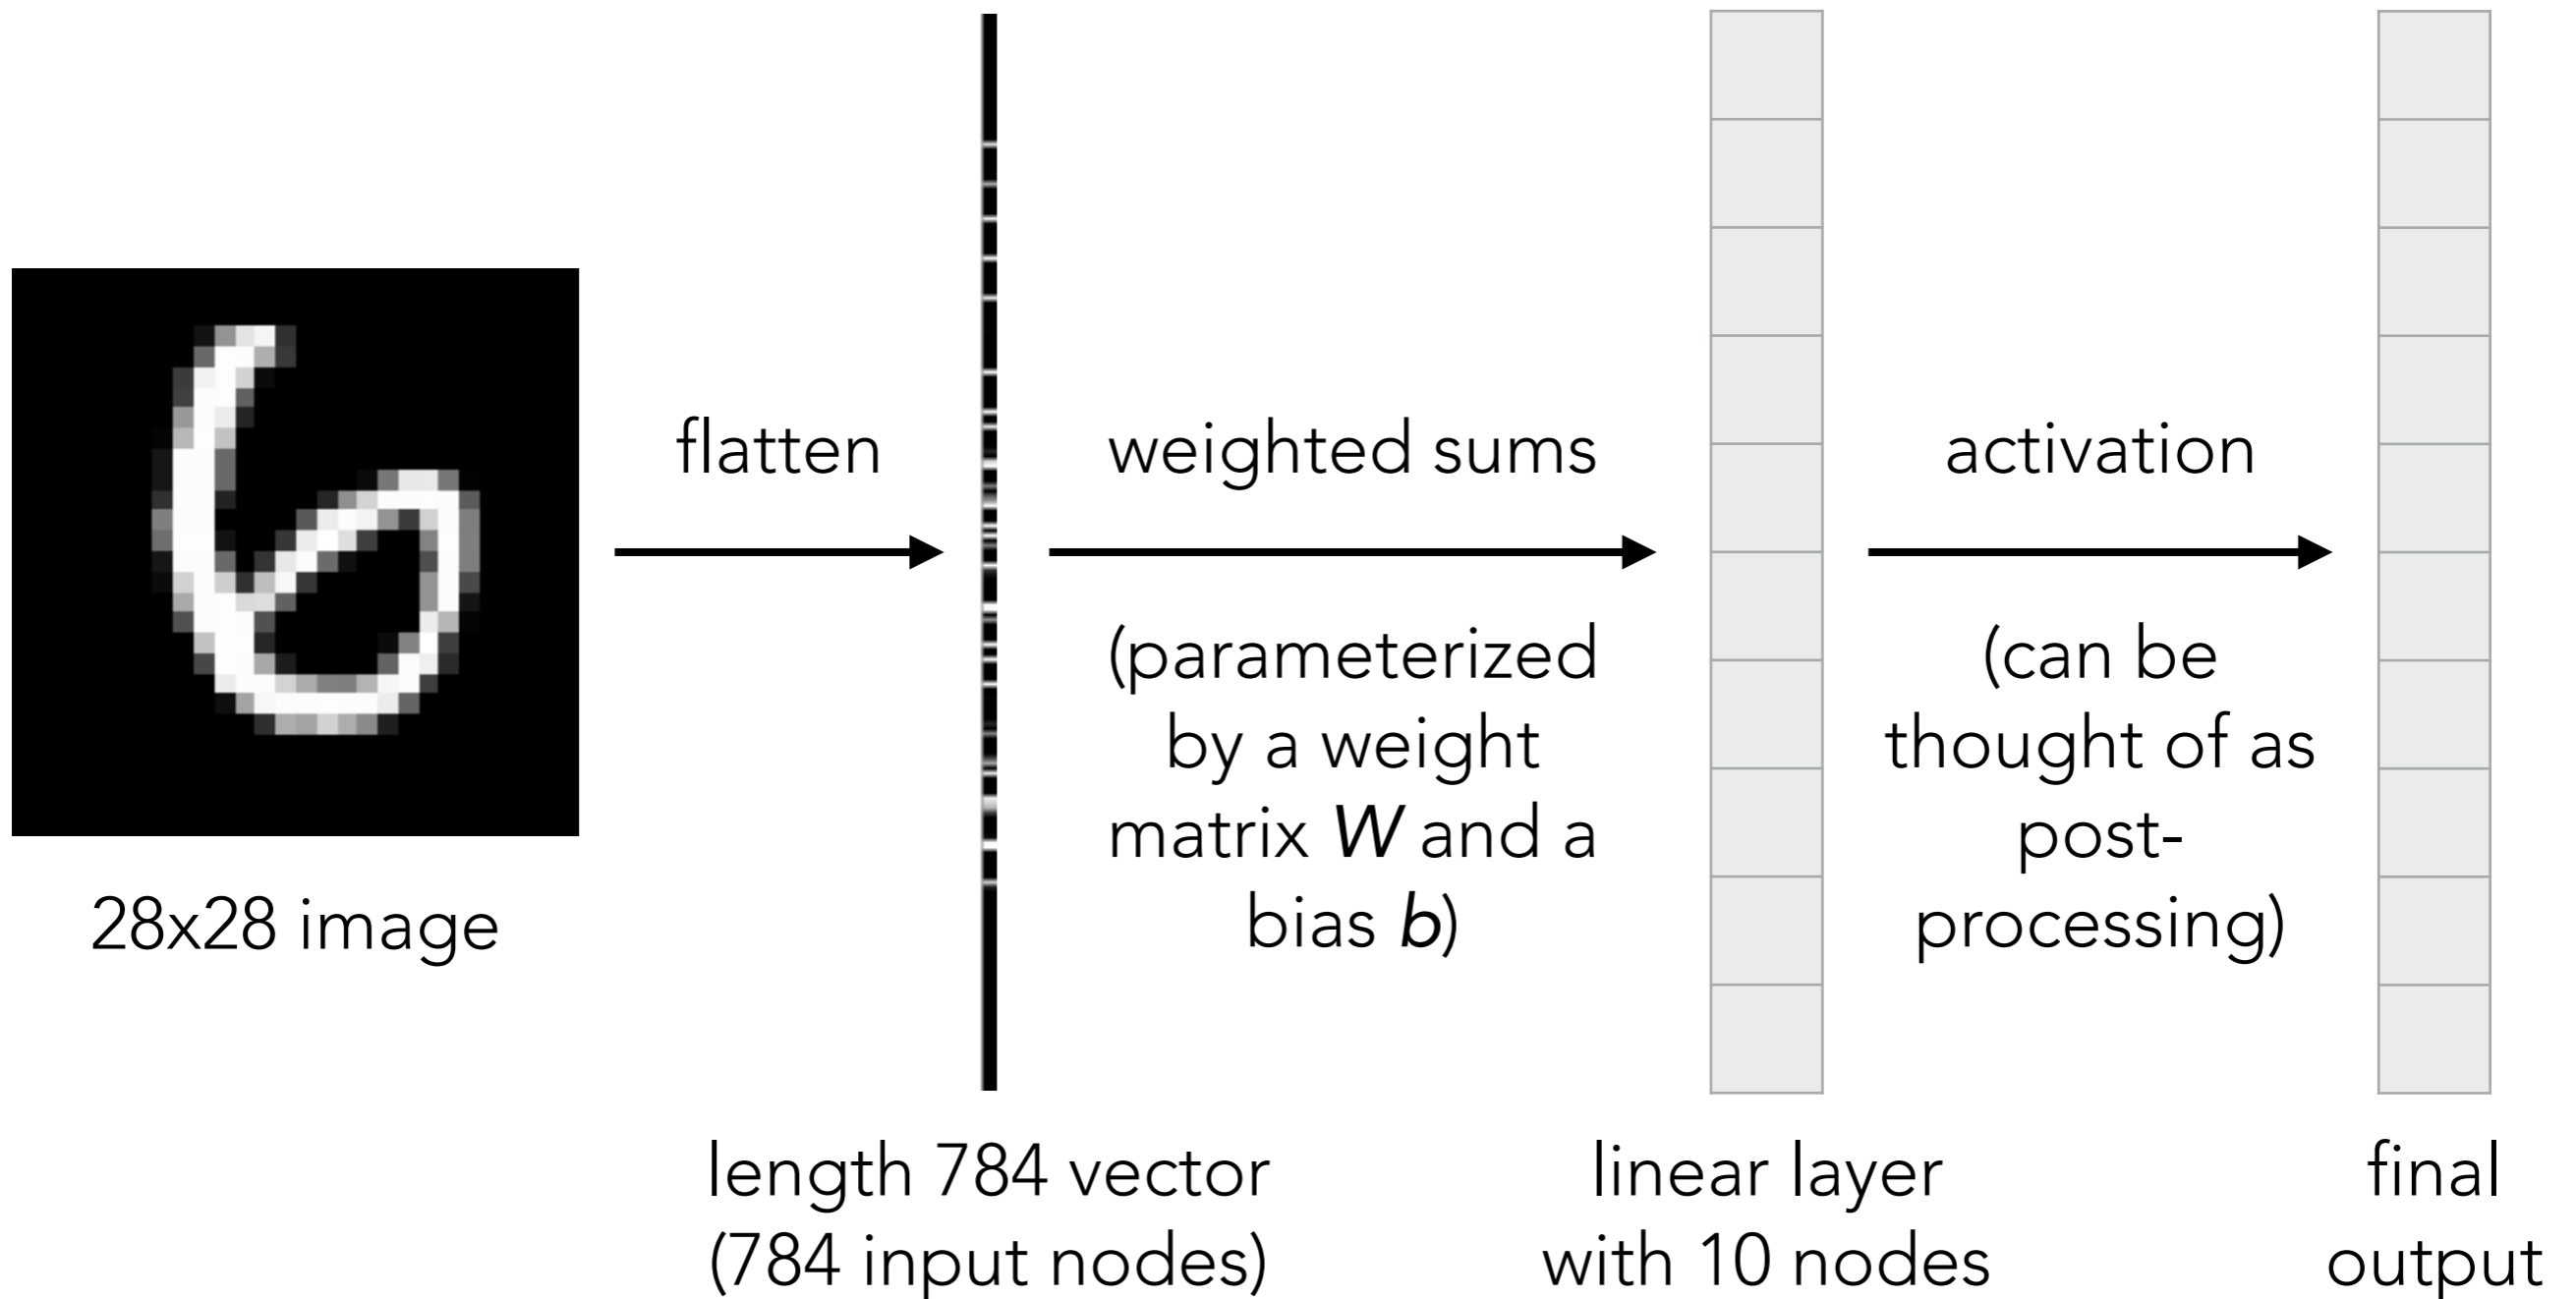 28x28 image
flatten
length 784 vector
(784 input nodes)
weighted sums
(parameterized
by a weight
matrix W and a
bias b)
linear layer
with 10 nodes
activation
(can be
thought of as
post-
processing)
final
output